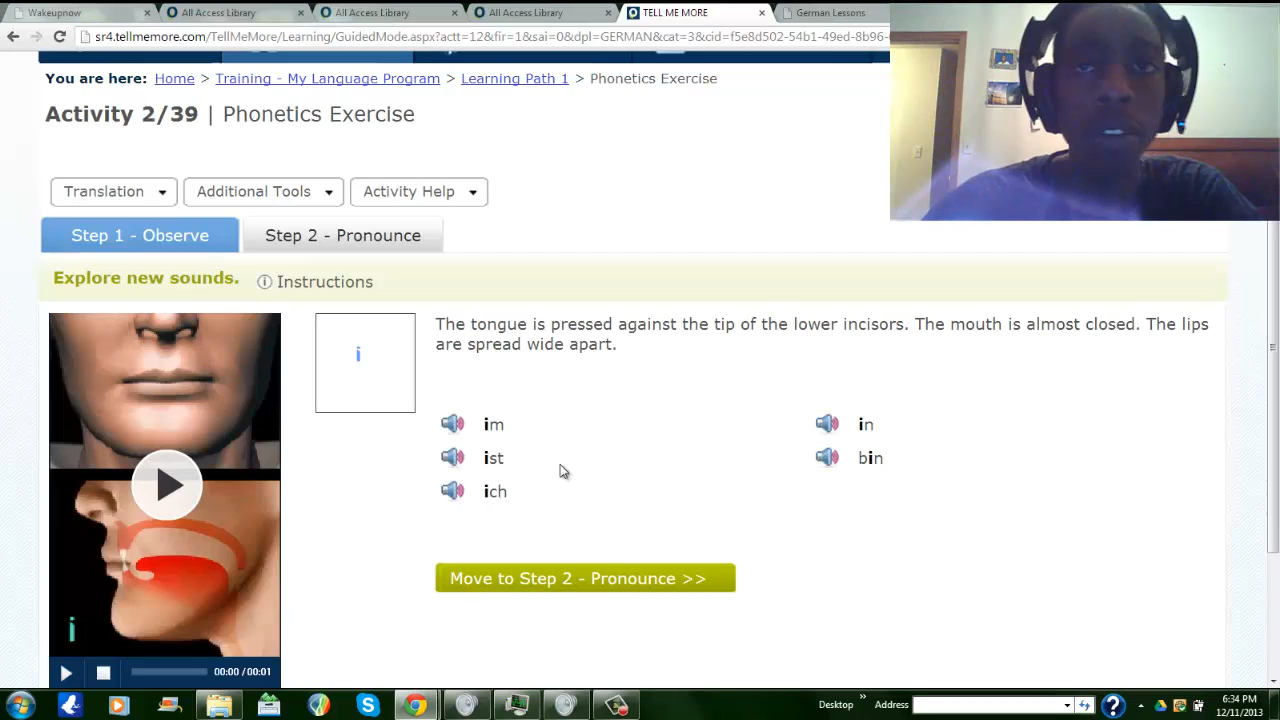 Wakeupnow
All Access Library
All Access Library
All Access Library
TELL ME MORE
German Lessons
sr4.tellmemore.com/TellMeMore/Learning/GuidedMode.aspx?actt=12&fir=1&sai=0&dpl=GERMAN&cat=3&cid=f5e8d502-54b1-49ed-8b96-
You are here: Home > Training - My Language Program > Learning Path 1 > Phonetics Exercise
Activity 2/39 | Phonetics Exercise
Translation
Additional Tools
Activity Help
Step 1 - Observe
Step 2 - Pronounce
Explore new sounds.
Instructions
i
The tongue is pressed against the tip of the lower incisors. The mouth is almost closed. The lips
are spread wide apart.
im
in
ist
bin
ich
Move to Step 2 - Pronounce >>
i
00:00 / 00:01
Desktop
Address
6:34 PM
12/11/2013